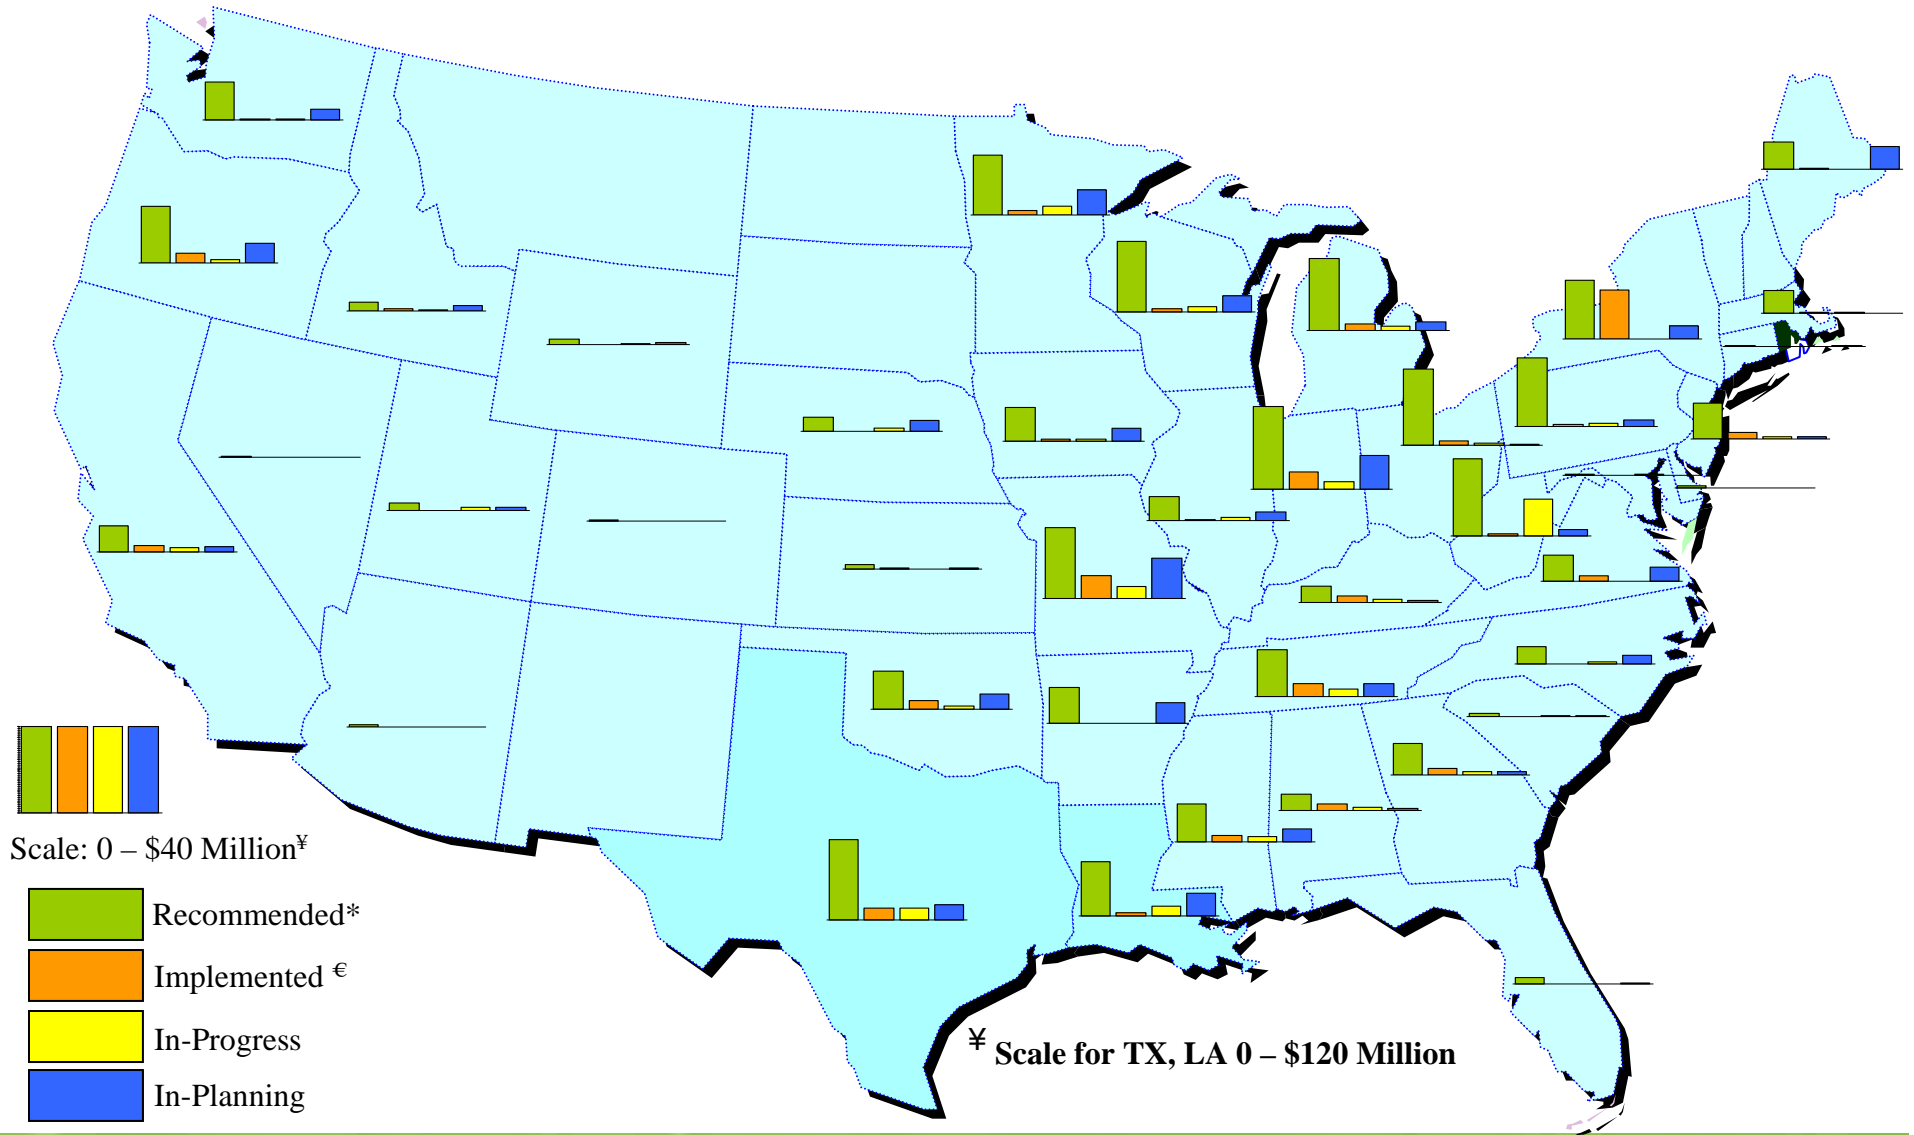 Scale: 0 – $40 Million¥
Recommended*
Implemented €
In-Progress
In-Planning
¥ Scale for TX, LA 0 – $120 Million